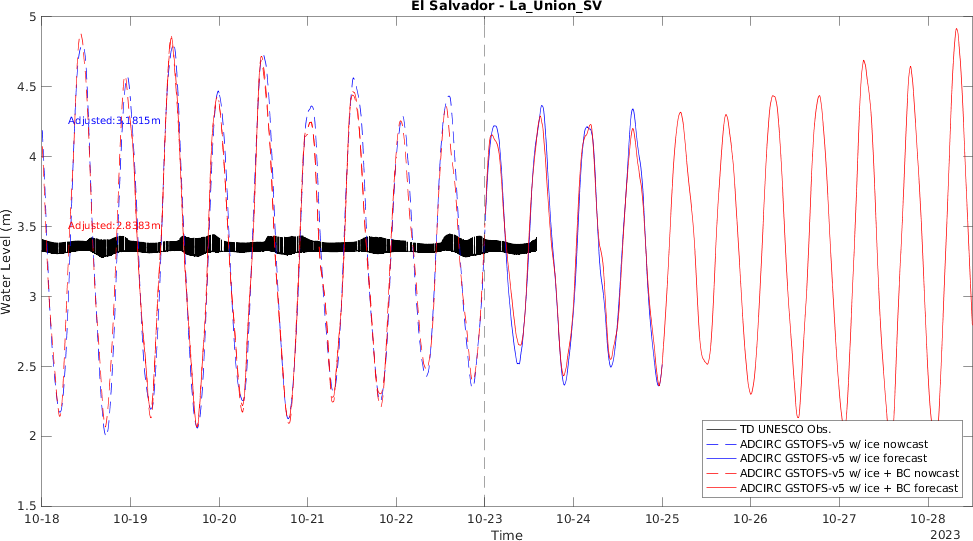 El Salvador - La_Union_SV
Water Level (m)
5
4.5
4
3.5
3
2.5
2
1.5
Adjusted:3.1815m
Adjusted:2.8383m
TD UNESCO Obs.
ADCIRC GSTOFS-v5 w/ ice nowcast
ADCIRC GSTOFS-v5 w/ ice forecast
ADCIRC GSTOFS-v5 w/ ice + BC nowcast
ADCIRC GSTOFS-v5 w/ ice + BC forecast
10-18 10-19 10-20 10-21 10-22 10-23 10-24 10-25 10-26 10-27 10-28
Time
2023